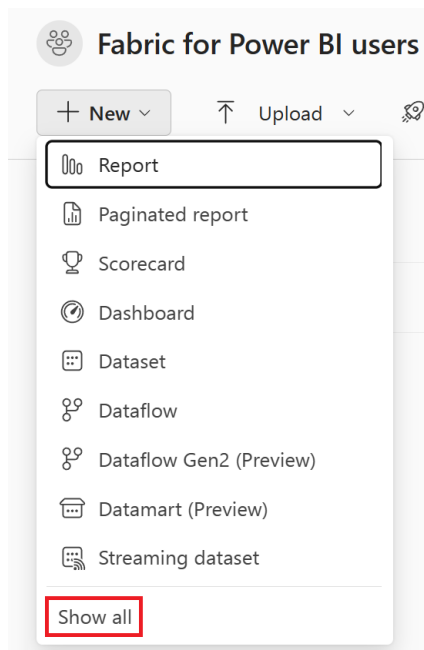 Fabric for Power BI users
New Upload
Report
Paginated report
Scorecard
Dashboard
Dataset
Dataflow
Dataflow Gen2 (Preview)
Datamart (Preview)
Streaming dataset
Show all